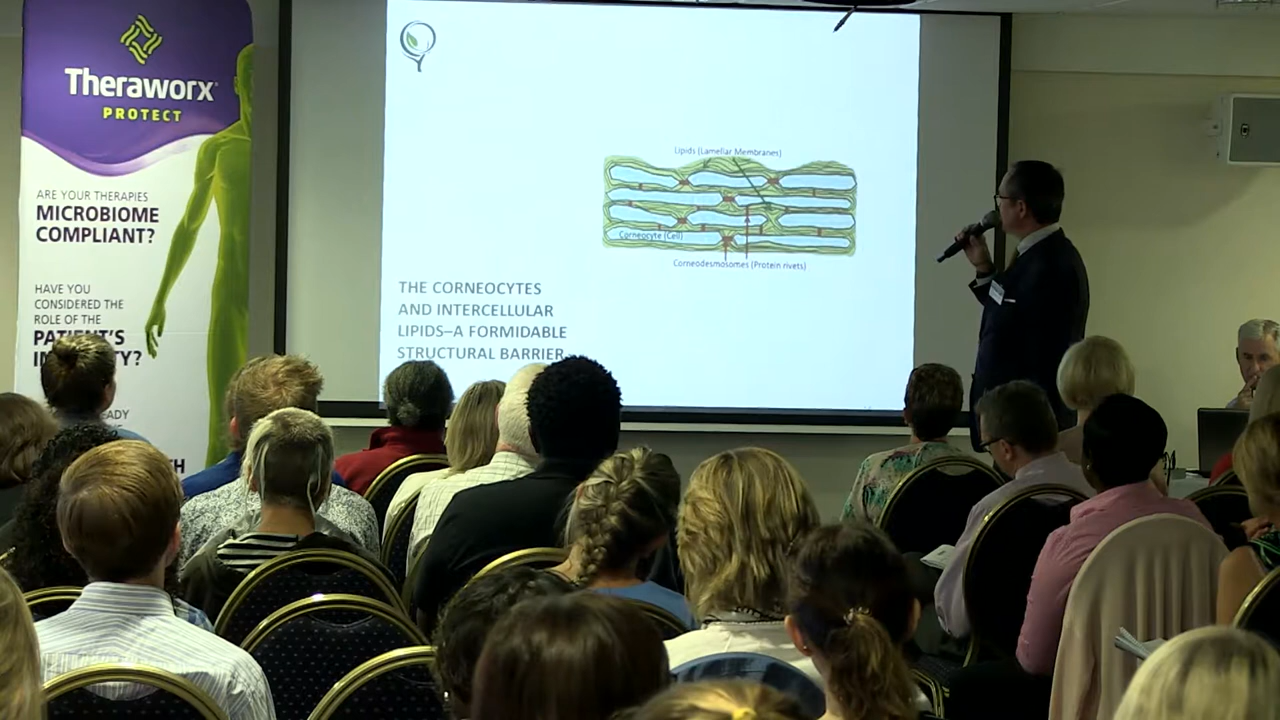 Theraworx
PROTECT
ARE YOUR THERAPIES
MICROBIOME
COMPLIANT?
HAVE YOU
CONSIDERED THE
ROLE OF THE
PATIENT'S
Lipids (Lamellar Membranes)
Corneocyte (Cell)
Corneodesmosomes (Protein rivets)
THE CORNEOCYTES
AND INTERCELLULAR
LIPIDS–A FORMIDABLE
STRUCTURAL BARRIER